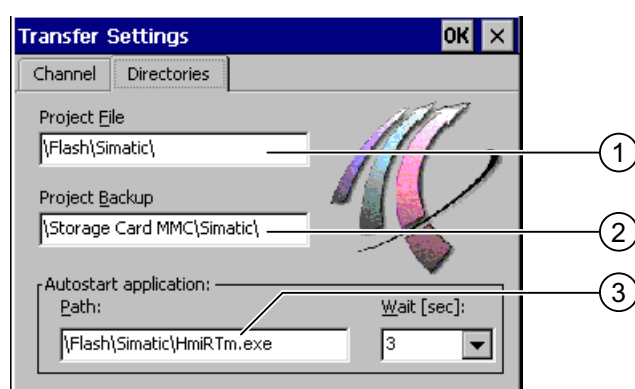 Transfer Settings OK ×
Channel Directories
Project File
\Flash\Simatic\
1
Project Backup
\Storage Card MMC\Simatic\
2
Autostart application:
3
Path: Wait [sec]:
\Flash\Simatic\HmiRTm.exe 3